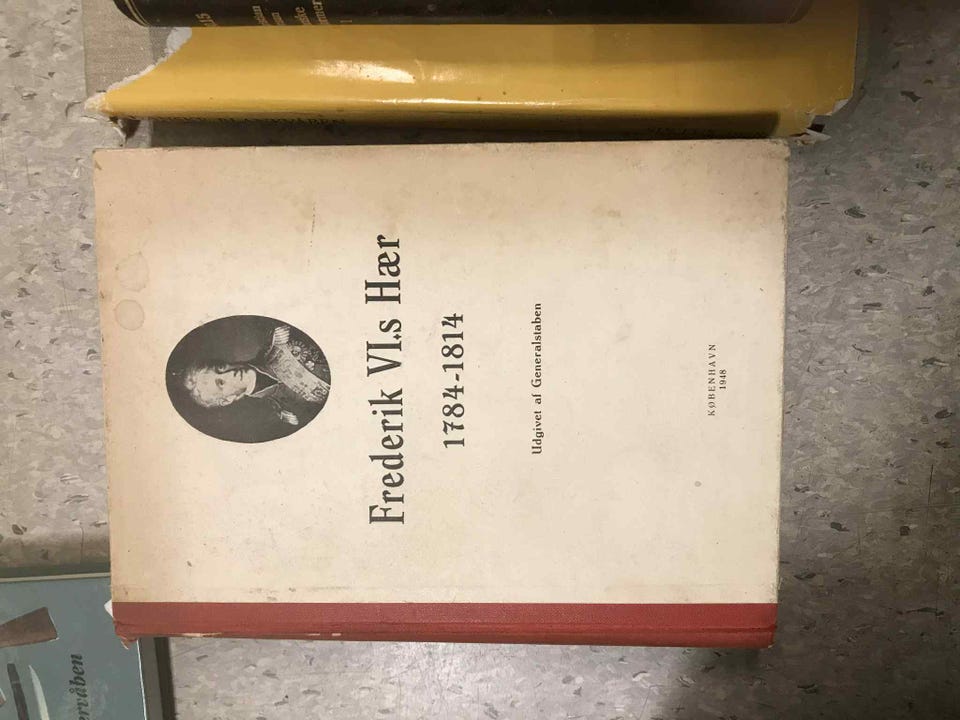 Frederik VI.s Hær
1784-1814
Udgivet af Generalstaben
KØBENHAVN
1948